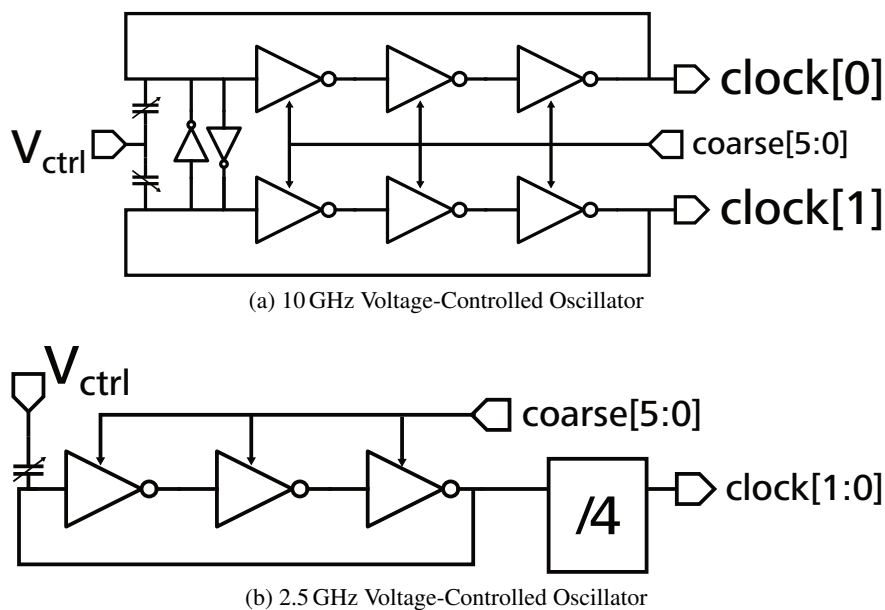 clock[0]
V_ctrl
coarse[5:0]
clock[1]
(a) 10 GHz Voltage-Controlled Oscillator
V_ctrl
coarse[5:0]
/4
clock[1:0]
(b) 2.5 GHz Voltage-Controlled Oscillator